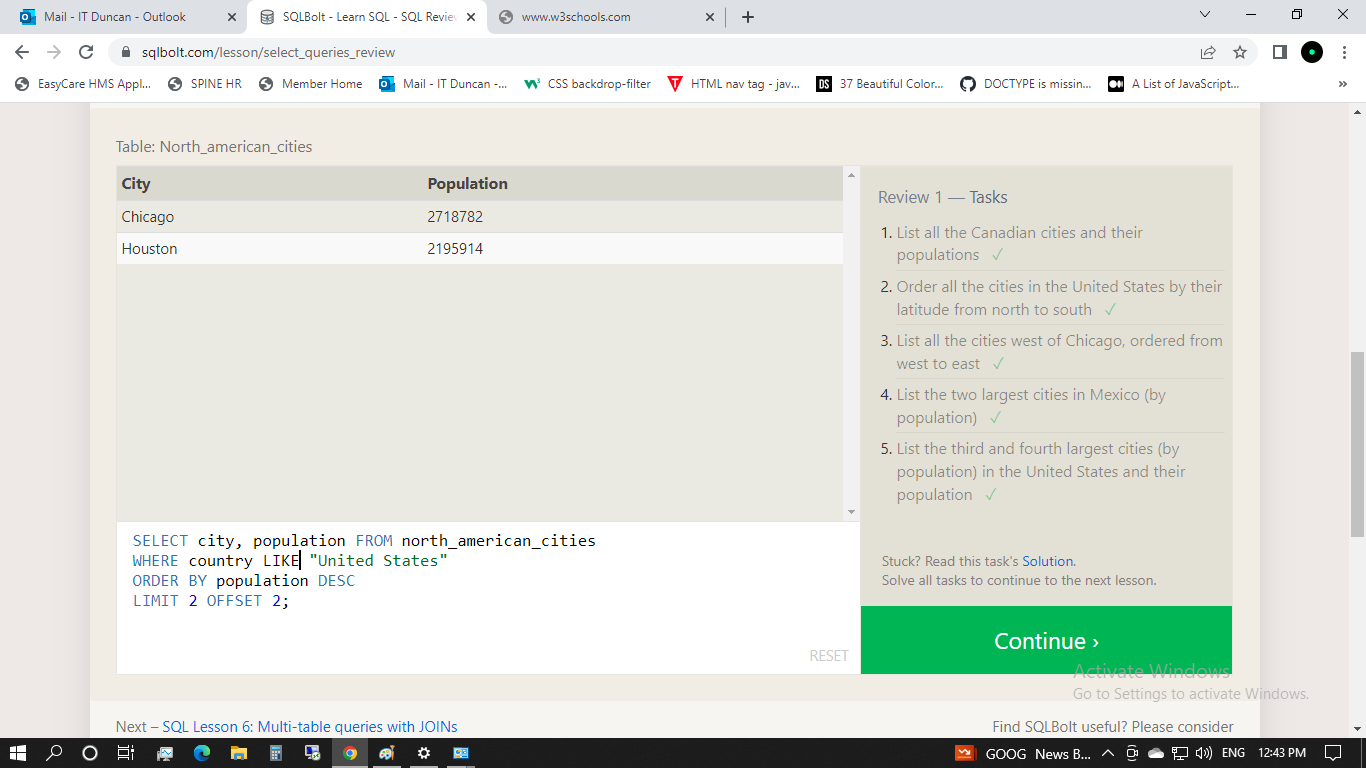 Mail - IT Duncan - Outlook
SQLBolt - Learn SQL - SQL Review
www.w3schools.com
sqlbolt.com/lesson/select_queries_review
EasyCare HMS Appl...
SPINE HR
Member Home
Mail - IT Duncan -...
CSS backdrop-filter
HTML nav tag - jav...
DS 37 Beautiful Color...
DOCTYPE is missin...
A List of JavaScript...
»
Table: North_american_cities
City Population
Chicago 2718782
Houston 2195914
Review 1 — Tasks
1. List all the Canadian cities and their
populations ✓
2. Order all the cities in the United States by their
latitude from north to south ✓
3. List all the cities west of Chicago, ordered from
west to east ✓
4. List the two largest cities in Mexico (by
population) ✓
5. List the third and fourth largest cities (by
population) in the United States and their
population ✓
SELECT city, population FROM north_american_cities
WHERE country LIKE "United States"
ORDER BY population DESC
LIMIT 2 OFFSET 2;
RESET
Stuck? Read this task's Solution.
Solve all tasks to continue to the next lesson.
Continue ›
Activate Windows
Go to Settings to activate Windows.
Next – SQL Lesson 6: Multi-table queries with JOINs
Find SQLBolt useful? Please consider
GOOG News B...
ENG
12:43 PM